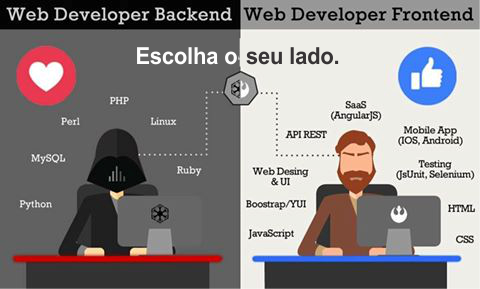 Web Developer Backend
Web Developer Frontend
Escolha o seu lado.
PHP
Perl
Linux
MySQL
Ruby
Python
SaaS
(AngularJS)
API REST
Mobile App
(IOS, Android)
Web Desing
& UI
Testing
(JsUnit, Selenium)
Boostrap/YUI
HTML
JavaScript
CSS